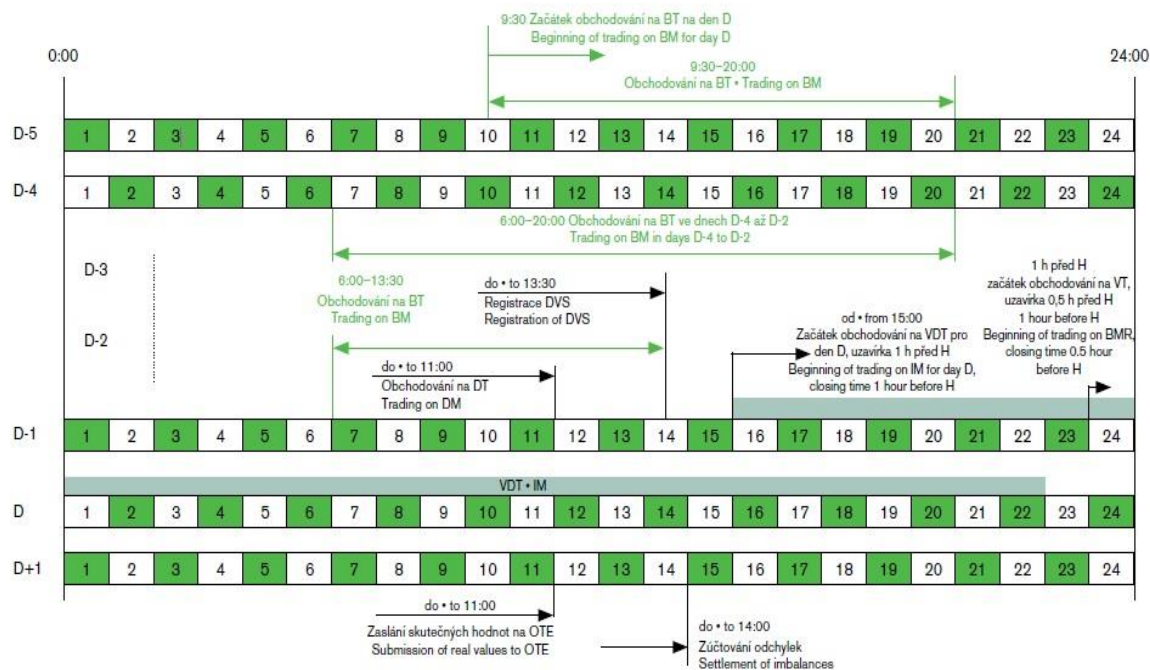 9:30 Začátek obchodování na BT na den D
Beginning of trading on BM for day D
0:00
24:00
9:30–20:00
Obchodování na BT • Trading on BM
D-5
1 2 3 4 5 6 7 8 9 10 11 12 13 14 15 16 17 18 19 20 21 22 23 24
D-4
1 2 3 4 5 6 7 8 9 10 11 12 13 14 15 16 17 18 19 20 21 22 23 24
6:00–20:00 Obchodování na BT ve dnech D-4 až D-2
Trading on BM in days D-4 to D-2
D-3
D-2
6:00–13:30
Obchodování na BT
Trading on BM
do • to 13:30
Registrace DVS
Registration of DVS
do • to 11:00
Obchodování na DT
Trading on DM
od • from 15:00
Začátek obchodování na VDT pro
den D, uzavírka 1 h před H
Beginning of trading on IM for day D,
closing time 1 hour before H
1 h před H
začátek obchodování na VT,
uzavírka 0,5 h před H
1 hour before H
Beginning of trading on BMR,
closing time 0.5 hour
before H
D-1
1 2 3 4 5 6 7 8 9 10 11 12 13 14 15 16 17 18 19 20 21 22 23 24
VDT • IM
D
1 2 3 4 5 6 7 8 9 10 11 12 13 14 15 16 17 18 19 20 21 22 23 24
D+1
1 2 3 4 5 6 7 8 9 10 11 12 13 14 15 16 17 18 19 20 21 22 23 24
do • to 11:00
Zaslání skutečných hodnot na OTE
Submission of real values to OTE
do • to 14:00
Zúčtování odchylek
Settlement of imbalances